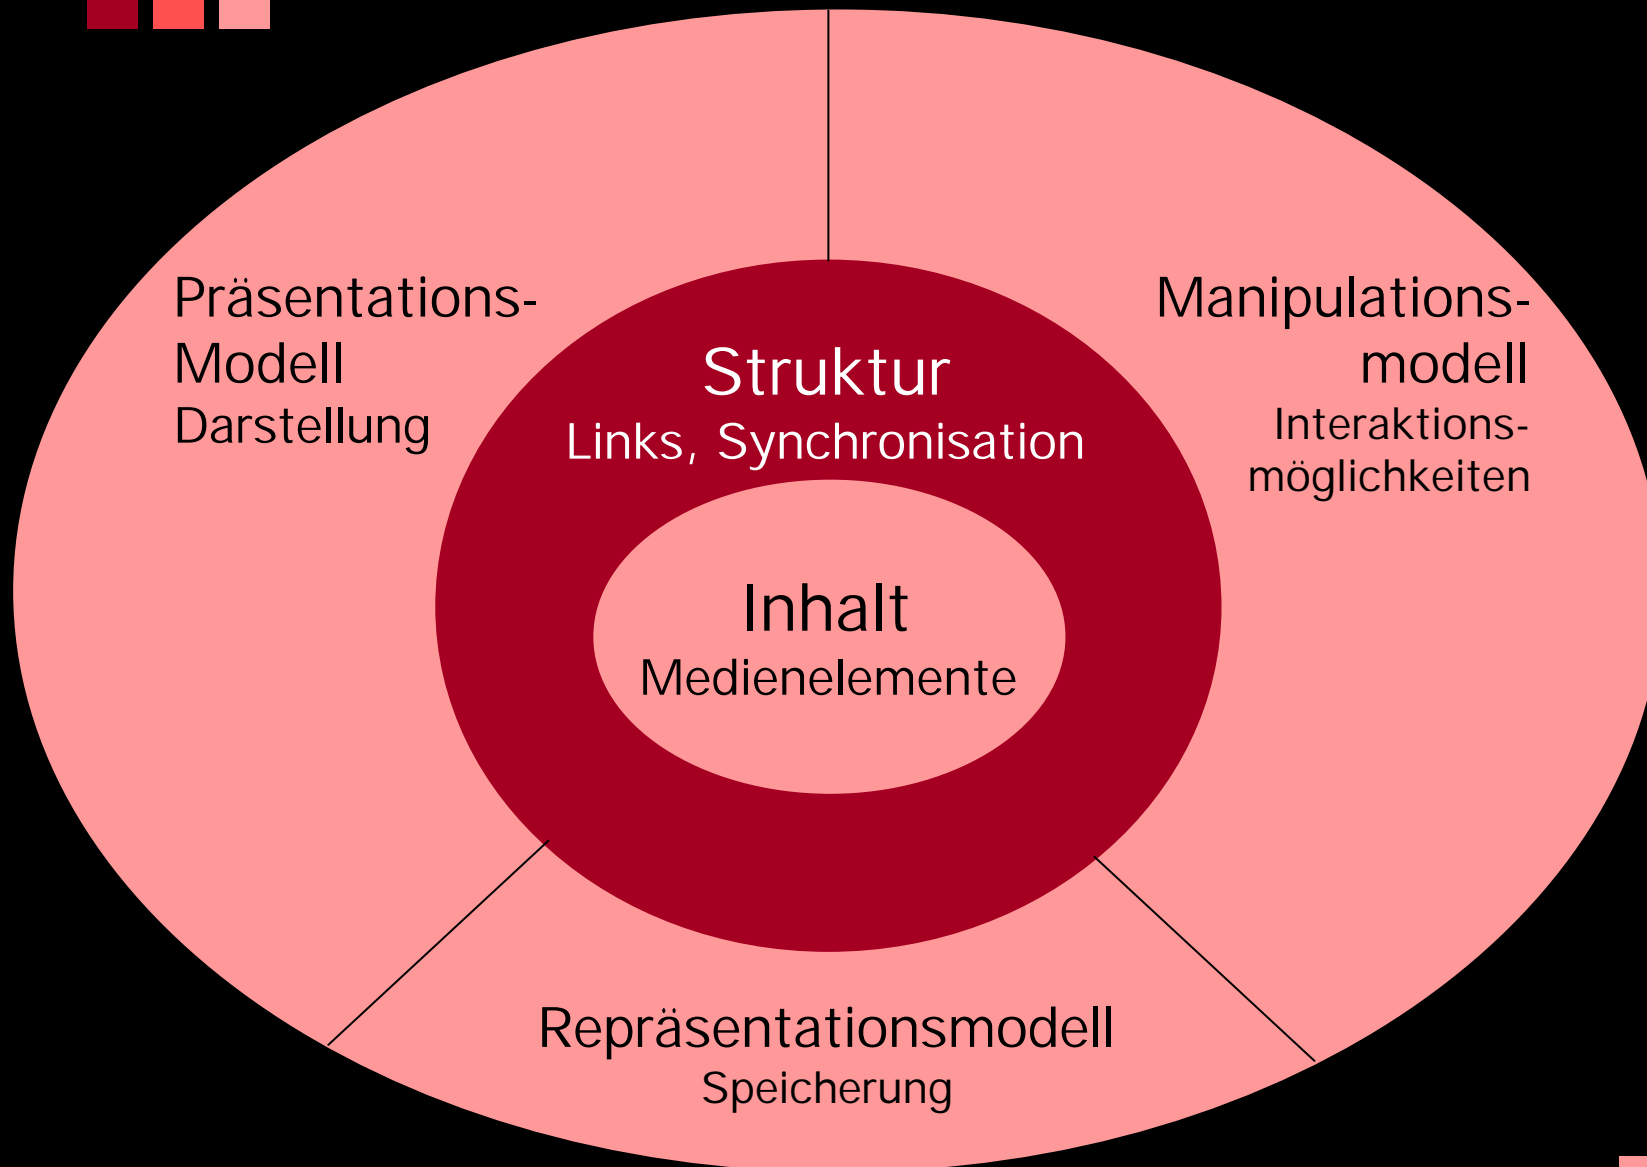 Präsentations-
Modell
Darstellung
Manipulations-
modell
Interaktions-
möglichkeiten
Struktur
Links, Synchronisation
Inhalt
Medienelemente
Repräsentationsmodell
Speicherung